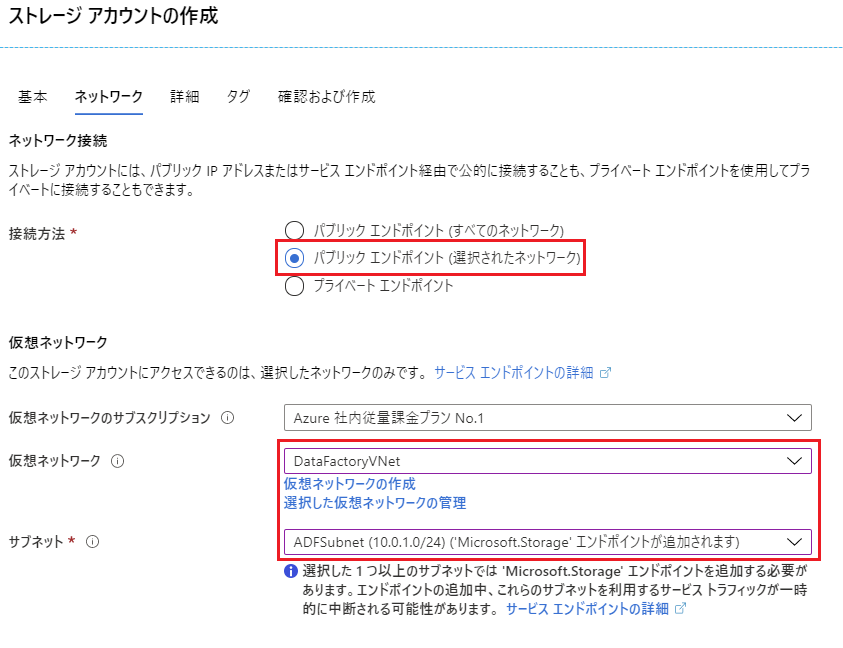 ストレージ アカウントの作成
基本 ネットワーク 詳細 タグ 確認および作成
ネットワーク接続
ストレージ アカウントには、パブリック IP アドレスまたはサービス エンドポイント経由で公的に接続することも、プライベート エンドポイントを使用してプラ
イベートに接続することもできます。
接続方法 *
パブリック エンドポイント (すべてのネットワーク)
パブリック エンドポイント (選択されたネットワーク)
プライベート エンドポイント
仮想ネットワーク
このストレージ アカウントにアクセスできるのは、選択したネットワークのみです。 サービス エンドポイントの詳細
仮想ネットワークのサブスクリプション Azure 社内従量課金プラン No.1
仮想ネットワーク DataFactoryVNet
仮想ネットワークの作成
選択した仮想ネットワークの管理
サブネット * ADFSubnet (10.0.1.0/24) ('Microsoft.Storage' エンドポイントが追加されます)
選択した 1 つ以上のサブネットでは 'Microsoft.Storage' エンドポイントを追加する必要が
あります。エンドポイントの追加中、これらのサブネットを利用するサービス トラフィックが一時
的に中断される可能性があります。 サービス エンドポイントの詳細